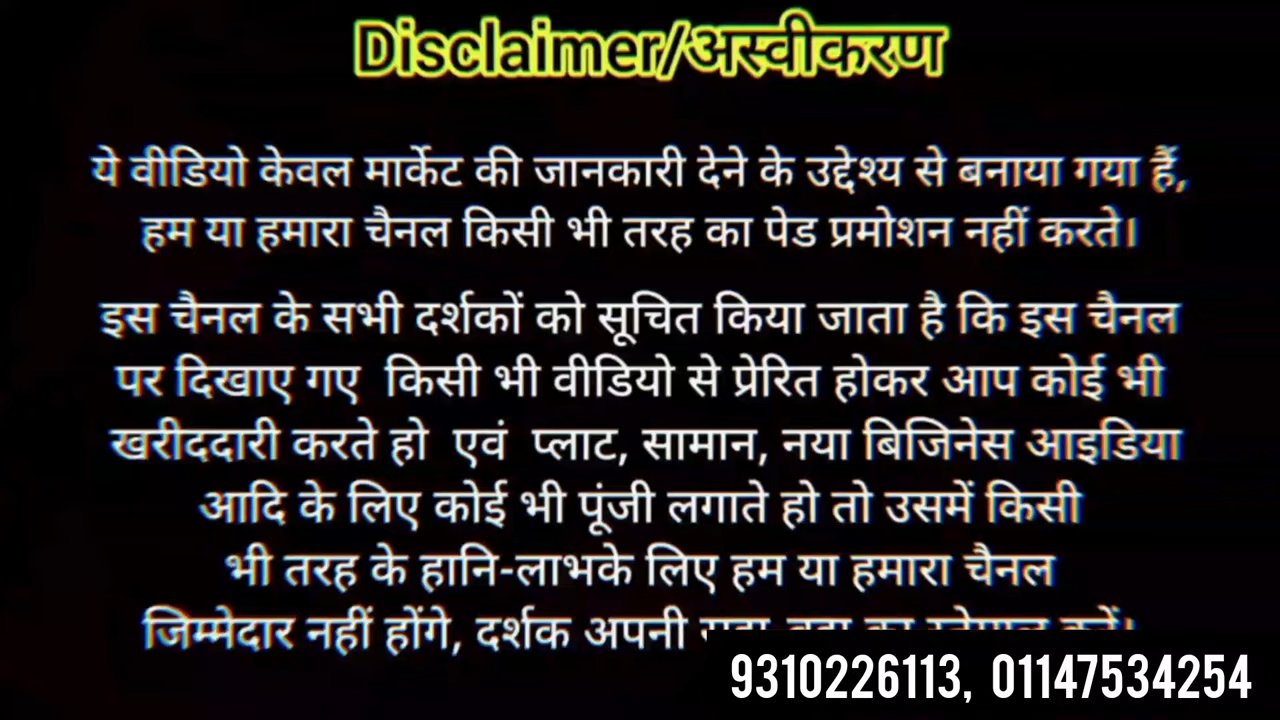 Disclaimer/अस्वीकरण
ये वीडियो केवल मार्केट की जानकारी देने के उद्देश्य से बनाया गया हैं,
हम या हमारा चैनल किसी भी तरह का पेड प्रमोशन नहीं करते।
इस चैनल के सभी दर्शकों को सूचित किया जाता है कि इस चैनल
पर दिखाए गए किसी भी वीडियो से प्रेरित होकर आप कोई भी
खरीददारी करते हो एवं प्लाट, सामान, नया बिजिनेस आइडिया
आदि के लिए कोई भी पूंजी लगाते हो तो उसमें किसी
भी तरह के हानि-लाभके लिए हम या हमारा चैनल
जिम्मेदार नहीं होंगे, दर्शक अपनी
9310226113, 01147534254